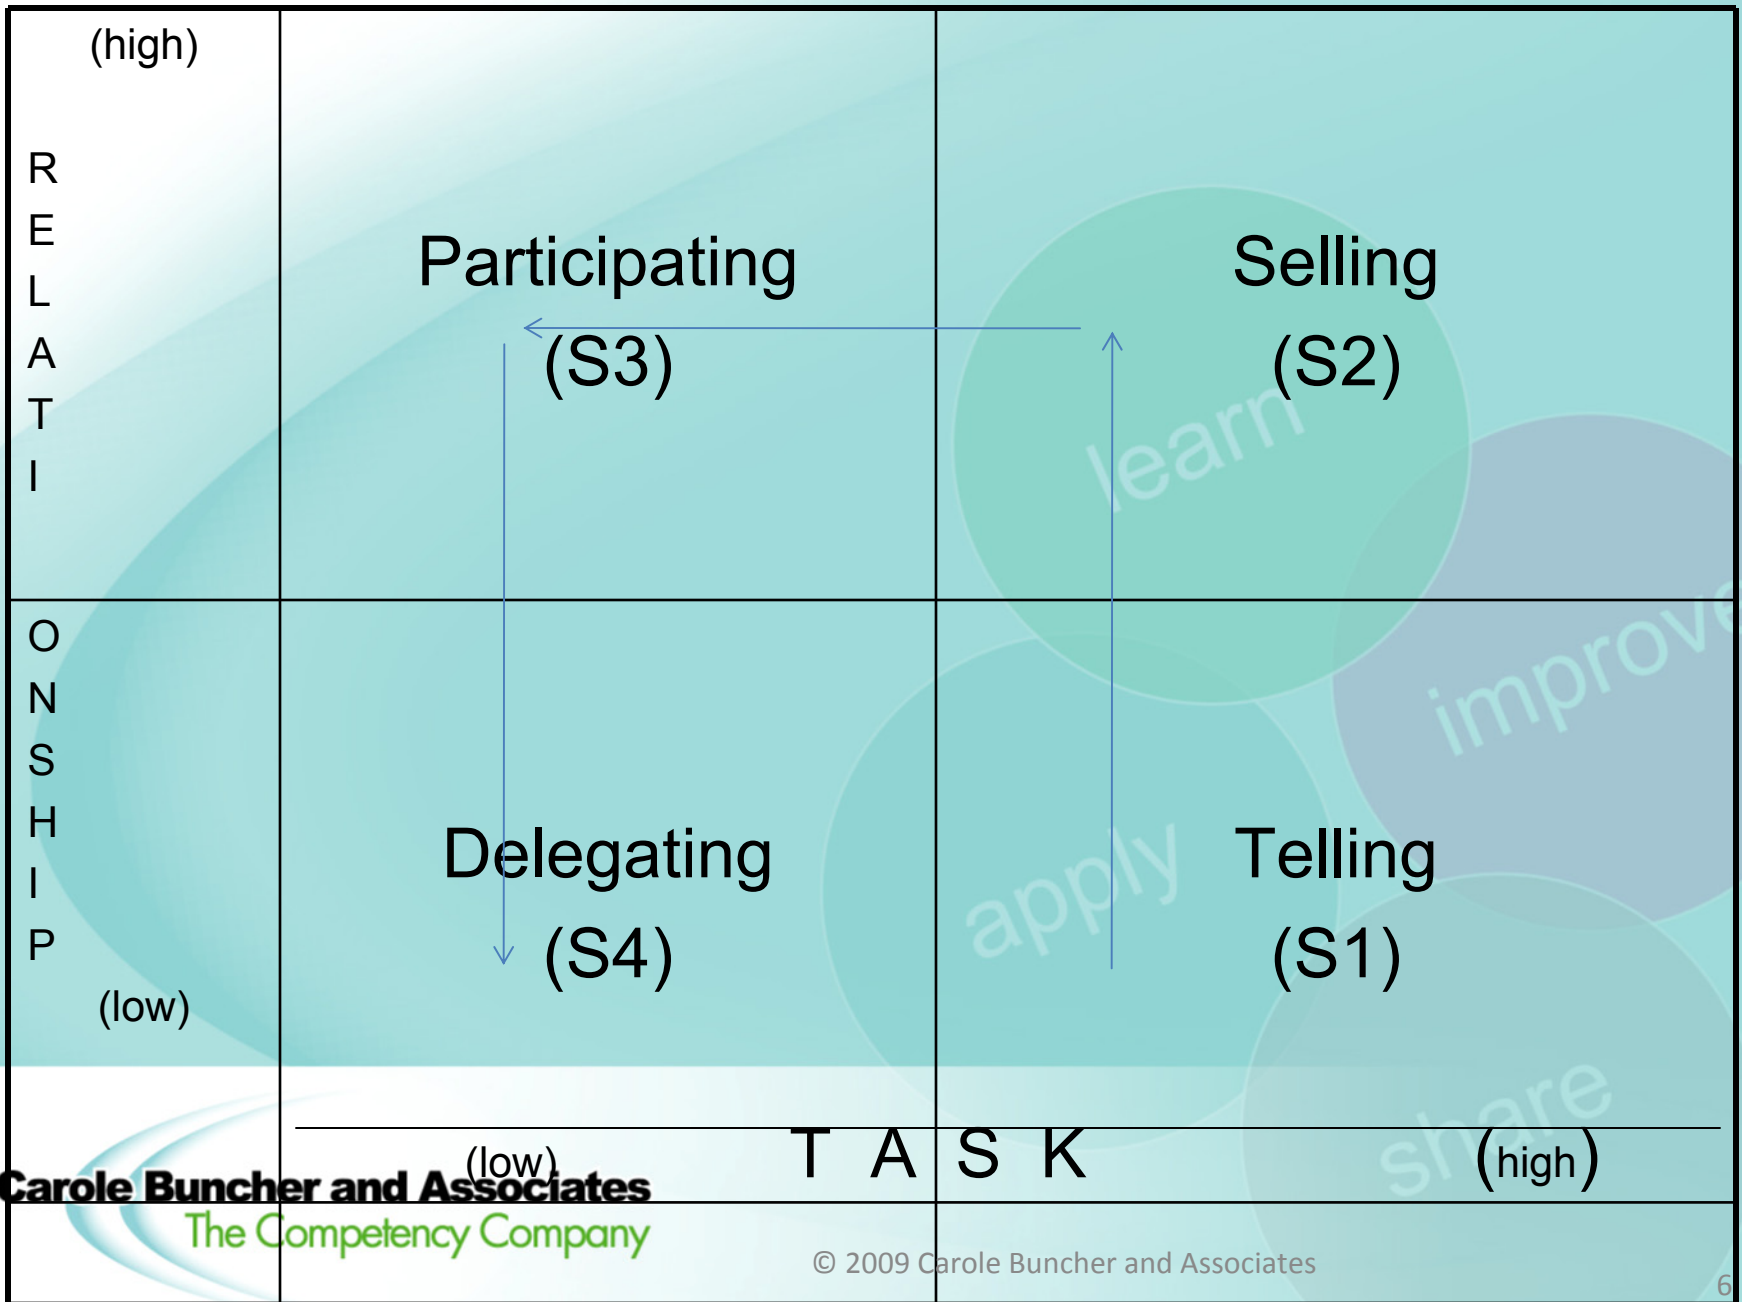 (high)
R
E
L
A
T
I
O
N
S
H
I
P
(low)
Participating
(S3)
Selling
(S2)
Delegating
(S4)
Telling
(S1)
learn
improve
apply
share
(low) T A S K (high)
Carole Buncher and Associates
The Competency Company
© 2009 Carole Buncher and Associates
6